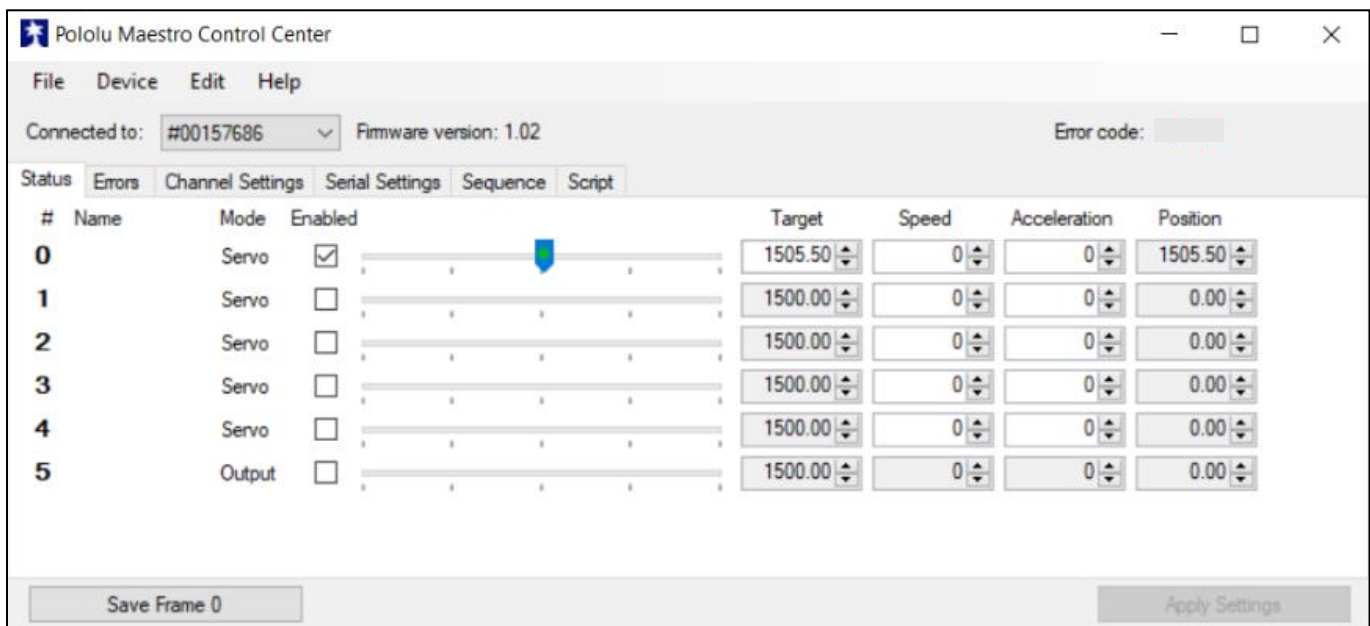 Pololu Maestro Control Center
File Device Edit Help
Connected to: #00157686 Firmware version: 1.02 Error code:
Status Errors Channel Settings Serial Settings Sequence Script
# Name Mode Enabled Target Speed Acceleration Position
0 Servo 1505.50 0 0 1505.50
1 Servo 1500.00 0 0 0.00
2 Servo 1500.00 0 0 0.00
3 Servo 1500.00 0 0 0.00
4 Servo 1500.00 0 0 0.00
5 Output 1500.00 0 0 0.00
Save Frame 0 Apply Settings